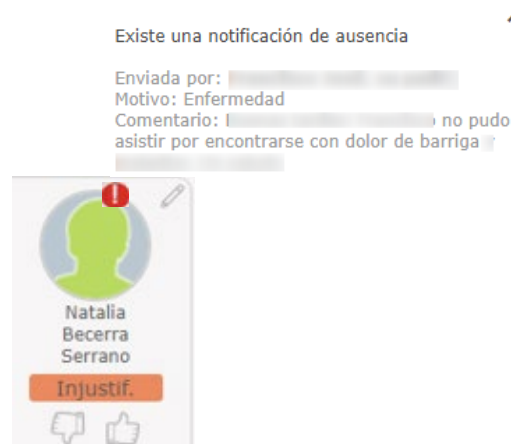 Existe una notificación de ausencia
Enviada por:
Motivo: Enfermedad
Comentario: no pudo
asistir por encontrarse con dolor de barriga
Natalia
Becerra
Serrano
Injustif.